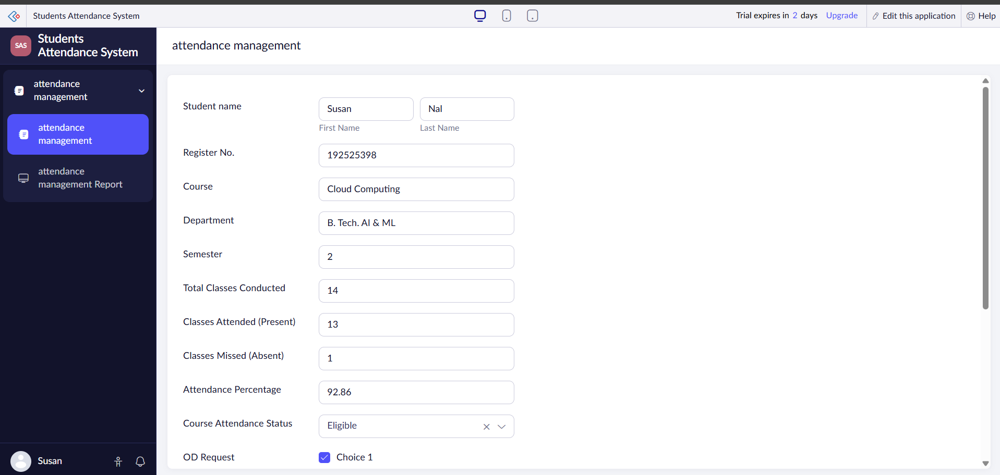 Students Attendance System
Trial expires in 2 days Upgrade
Edit this application
Help
SAS
Students
Attendance System
attendance management
attendance
management
attendance
management
attendance
management Report
Student name
Susan
Nal
First Name
Last Name
Register No.
192525398
Course
Cloud Computing
Department
B. Tech. AI & ML
Semester
2
Total Classes Conducted
14
Classes Attended (Present)
13
Classes Missed (Absent)
1
Attendance Percentage
92.86
Course Attendance Status
Eligible
OD Request
Choice 1
Susan